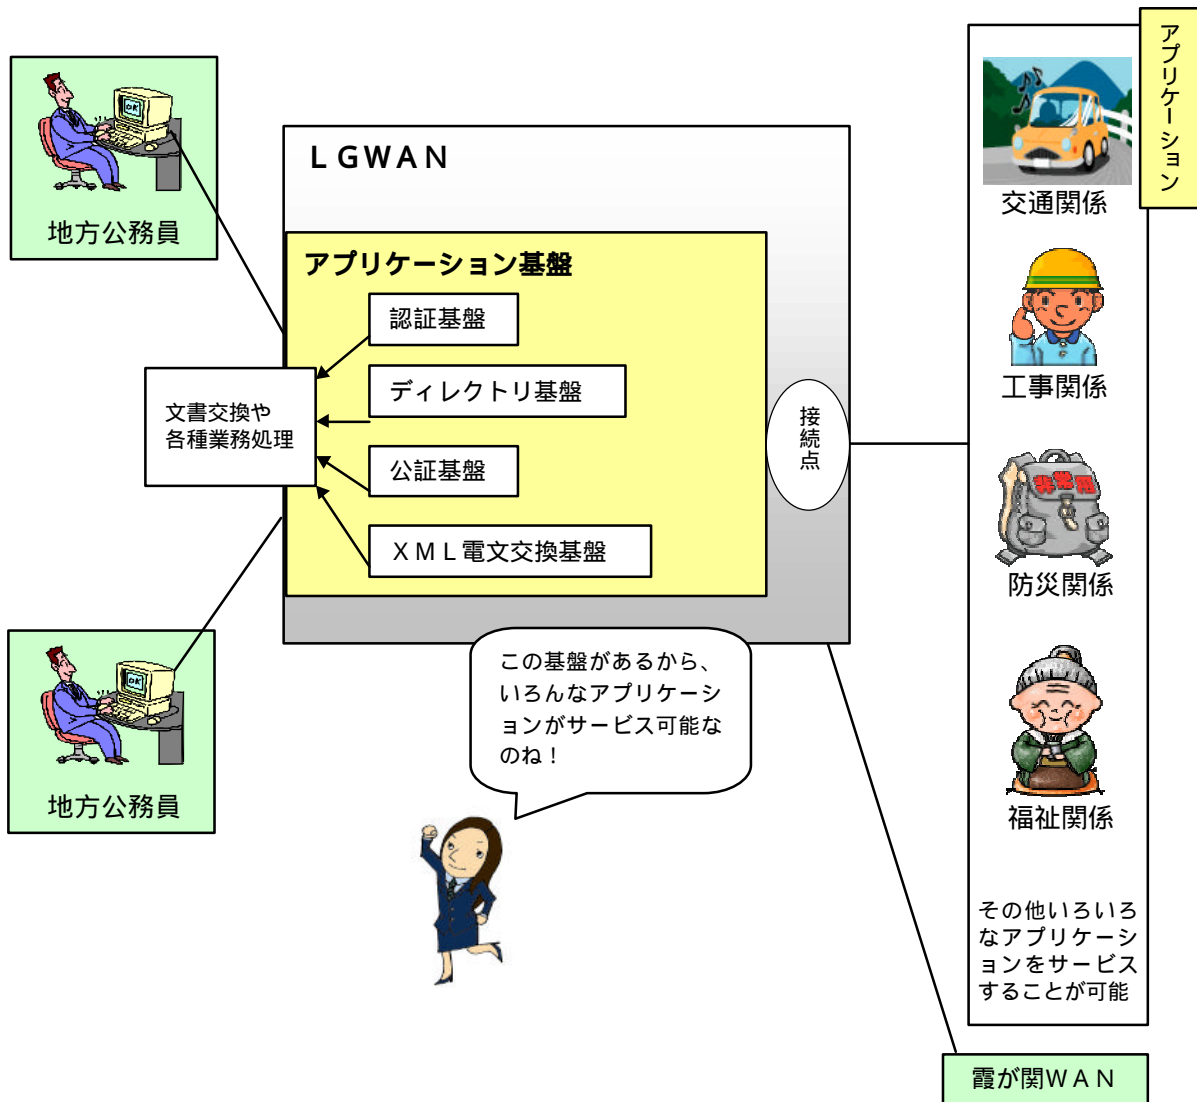 アプリケーション
地方公務員
LGWAN
アプリケーション基盤
認証基盤
ディレクトリ基盤
公証基盤
XML電文交換基盤
文書交換や
各種業務処理
接続点
交通関係
工事関係
非常用
防災関係
福祉関係
その他いろいろ
なアプリケーシ
ョンをサービス
することが可能
OK
OK
地方公務員
この基盤があるから、
いろんなアプリケーシ
ョンがサービス可能な
のね！
霞が関WAN